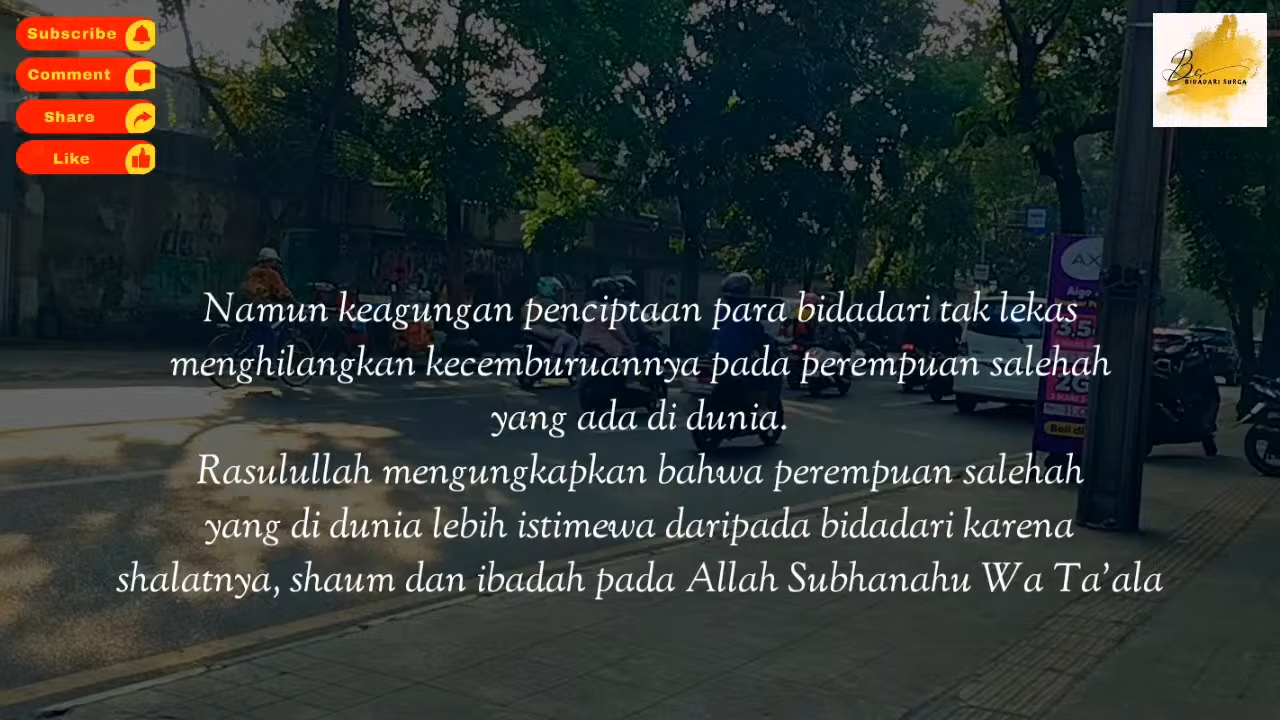 Subscribe
Comment
Share
Like
Bs
BIDADARI SURGA
Namun keagungan penciptaan para bidadari tak lekas
menghilangkan kecemburuannya pada perempuan salehah
yang ada di dunia.
Rasulullah mengungkapkan bahwa perempuan salehah
yang di dunia lebih istimewa daripada bidadari karena
shalatnya, shaum dan ibadah pada Allah Subhanahu Wa Ta’ala